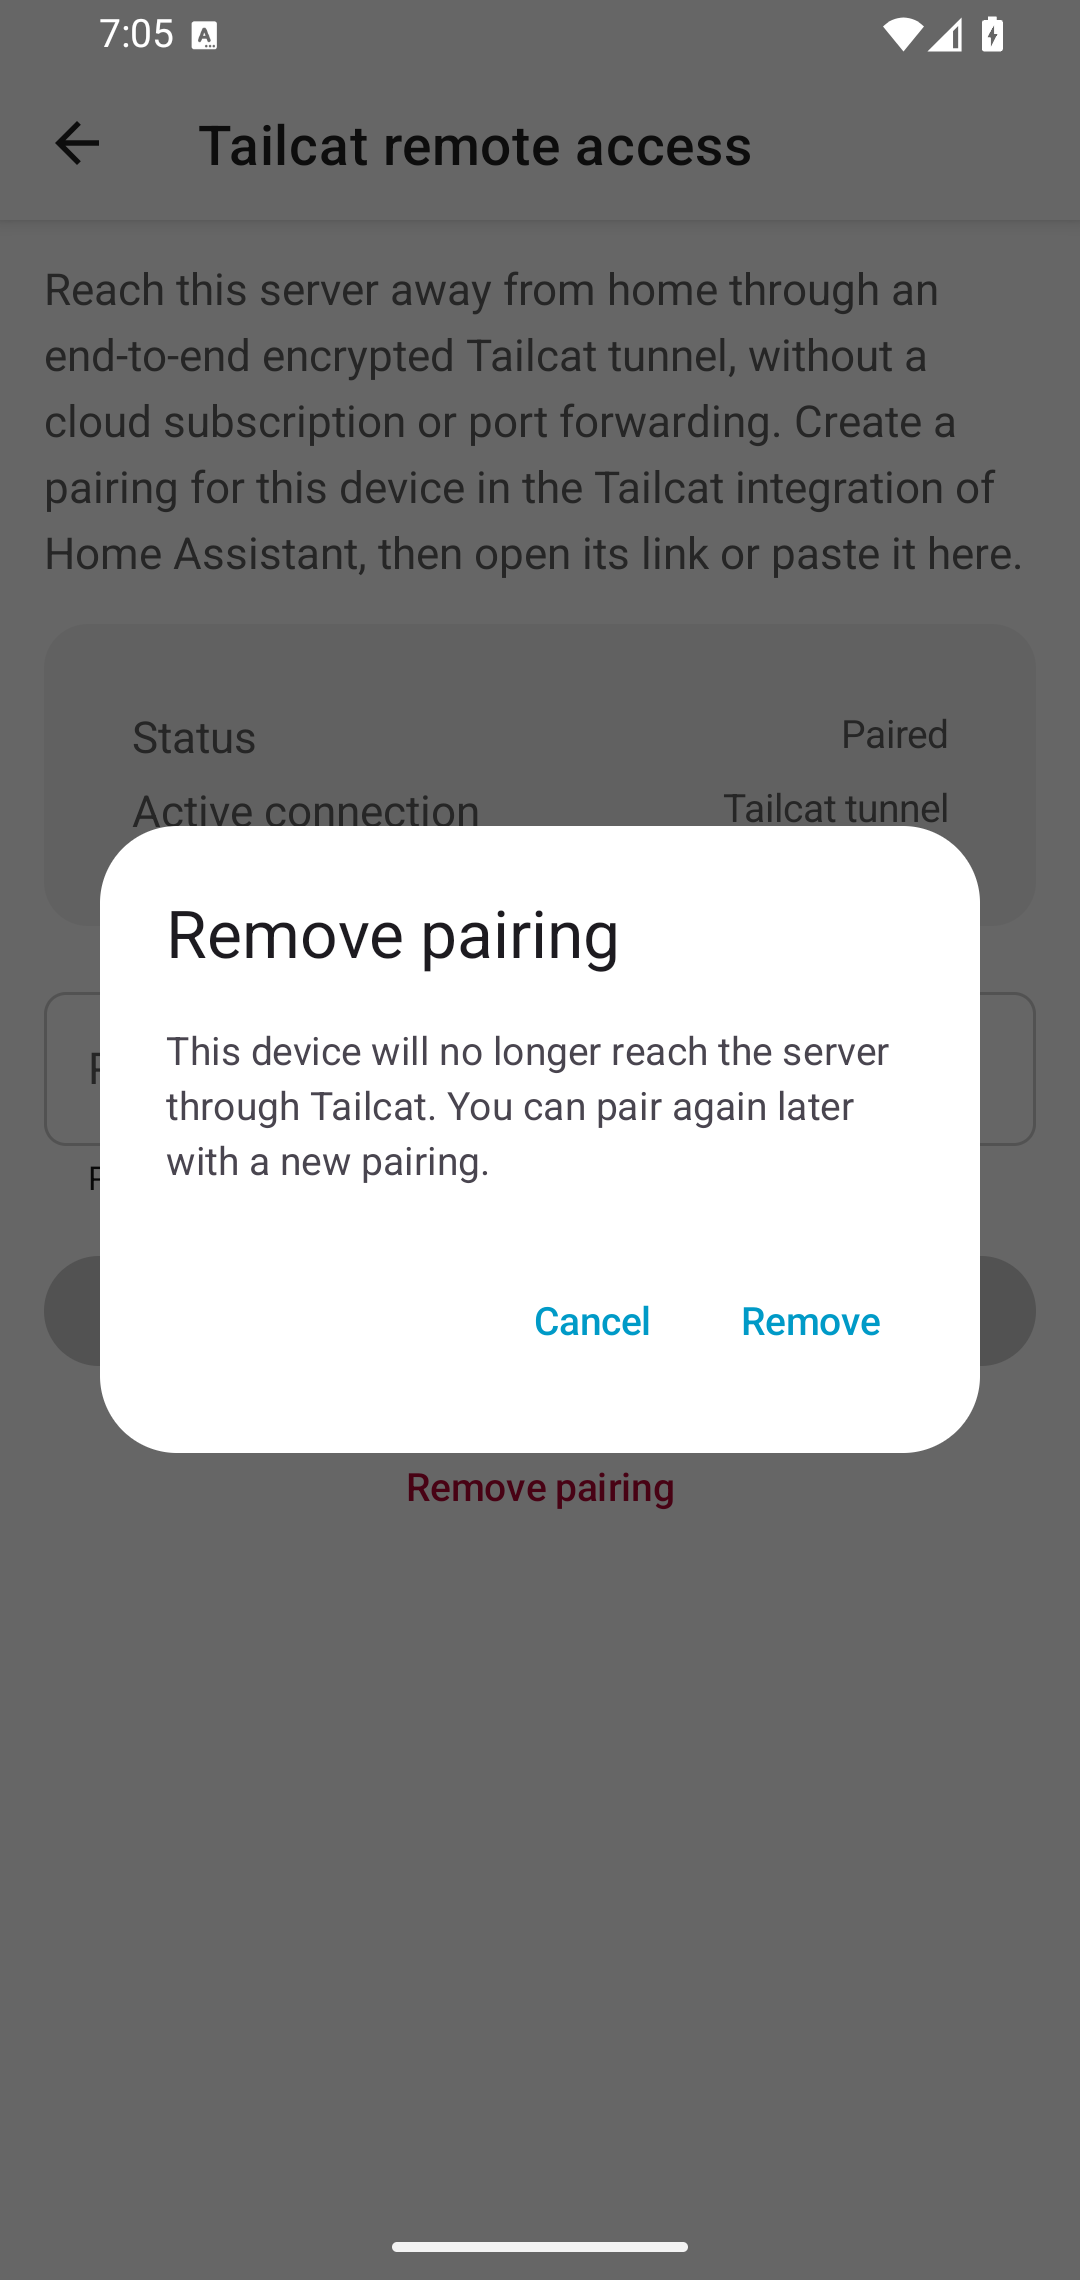 7:05
Tailcat remote access
Reach this server away from home through an
end-to-end encrypted Tailcat tunnel, without a
cloud subscription or port forwarding. Create a
pairing for this device in the Tailcat integration of
Home Assistant, then open its link or paste it here.
Status Paired
Active connection Tailcat tunnel
Remove pairing
This device will no longer reach the server
through Tailcat. You can pair again later
with a new pairing.
Cancel Remove
Remove pairing